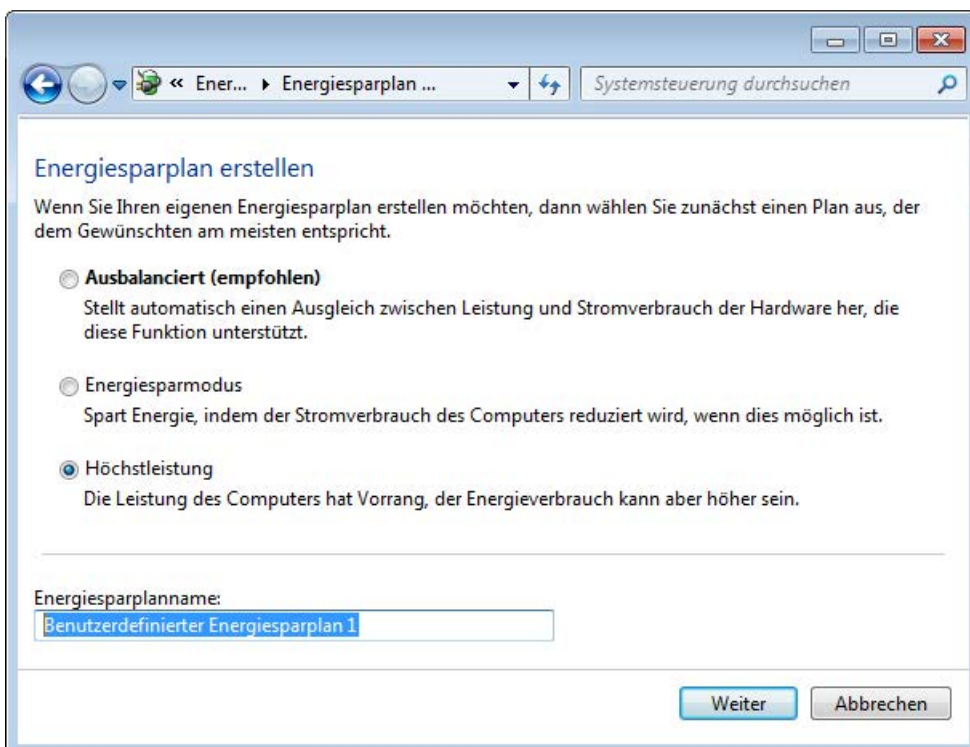 « Ener... ▸ Energiesparplan ...
Systemsteuerung durchsuchen
Energiesparplan erstellen
Wenn Sie Ihren eigenen Energiesparplan erstellen möchten, dann wählen Sie zunächst einen Plan aus, der
dem Gewünschten am meisten entspricht.
Ausbalanciert (empfohlen)
Stellt automatisch einen Ausgleich zwischen Leistung und Stromverbrauch der Hardware her, die
diese Funktion unterstützt.
Energiesparmodus
Spart Energie, indem der Stromverbrauch des Computers reduziert wird, wenn dies möglich ist.
Höchstleistung
Die Leistung des Computers hat Vorrang, der Energieverbrauch kann aber höher sein.
Energiesparplanname:
Benutzerdefinierter Energiesparplan 1
Weiter
Abbrechen